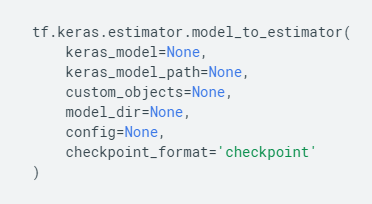 tf.keras.estimator.model_to_estimator(
    keras_model=None,
    keras_model_path=None,
    custom_objects=None,
    model_dir=None,
    config=None,
    checkpoint_format='checkpoint'
)